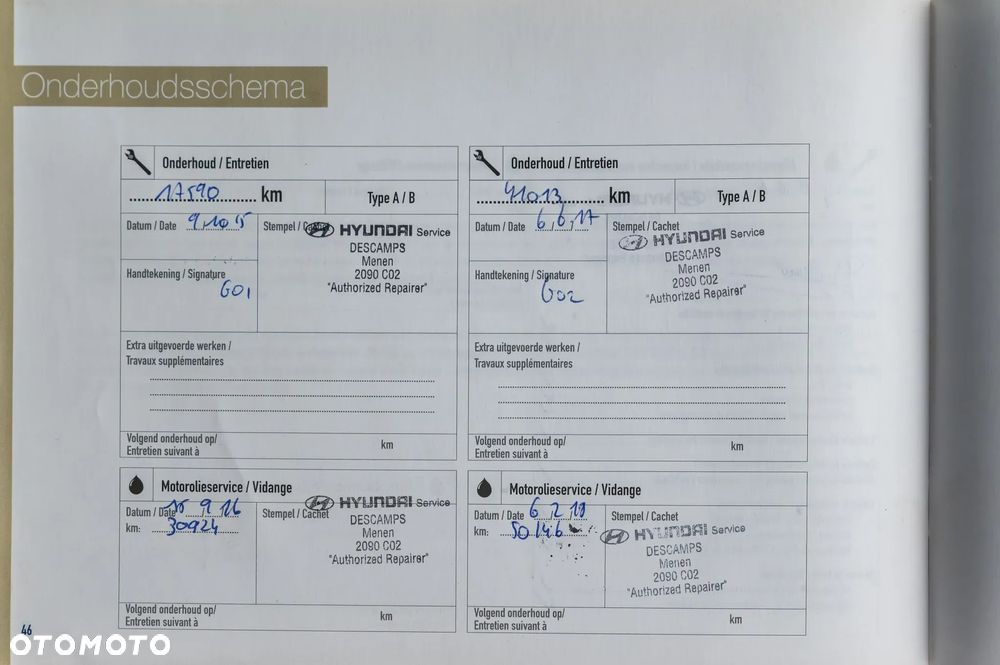 Onderhoudsschema
Onderhoud / Entretien
17590 km
Type A / B
Datum / Date 9.10.15
Stempel / Cachet
HYUNDAI Service
DESCAMPS
Menen
2090 C02
"Authorized Repairer"
Handtekening / Signature
G01
Extra uitgevoerde werken /
Travaux supplémentaires
Volgend onderhoud op/
Entretien suivant à
km
Onderhoud / Entretien
41013 km
Type A / B
Datum / Date 6,6,17
Stempel / Cachet
HYUNDAI Service
DESCAMPS
Menen
2090 C02
"Authorized Repairer"
Handtekening / Signature
G02
Extra uitgevoerde werken /
Travaux supplémentaires
Volgend onderhoud op/
Entretien suivant à
km
Motorolieservice / Vidange
Datum / Date 15 9 16
km: 30924
Stempel / Cachet
HYUNDAI Service
DESCAMPS
Menen
2090 C02
"Authorized Repairer"
Volgend onderhoud op/
Entretien suivant à
km
Motorolieservice / Vidange
Datum / Date 6 2 18
km: 50146
Stempel / Cachet
HYUNDAI Service
DESCAMPS
Menen
2090 C02
"Authorized Repairer"
Volgend onderhoud op/
Entretien suivant à
km
46
OTOMOTO